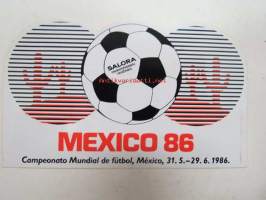 SALORA
MEXICO 86
Campeonato Mundial de fútbol, México, 31.5.-29.6.1986.